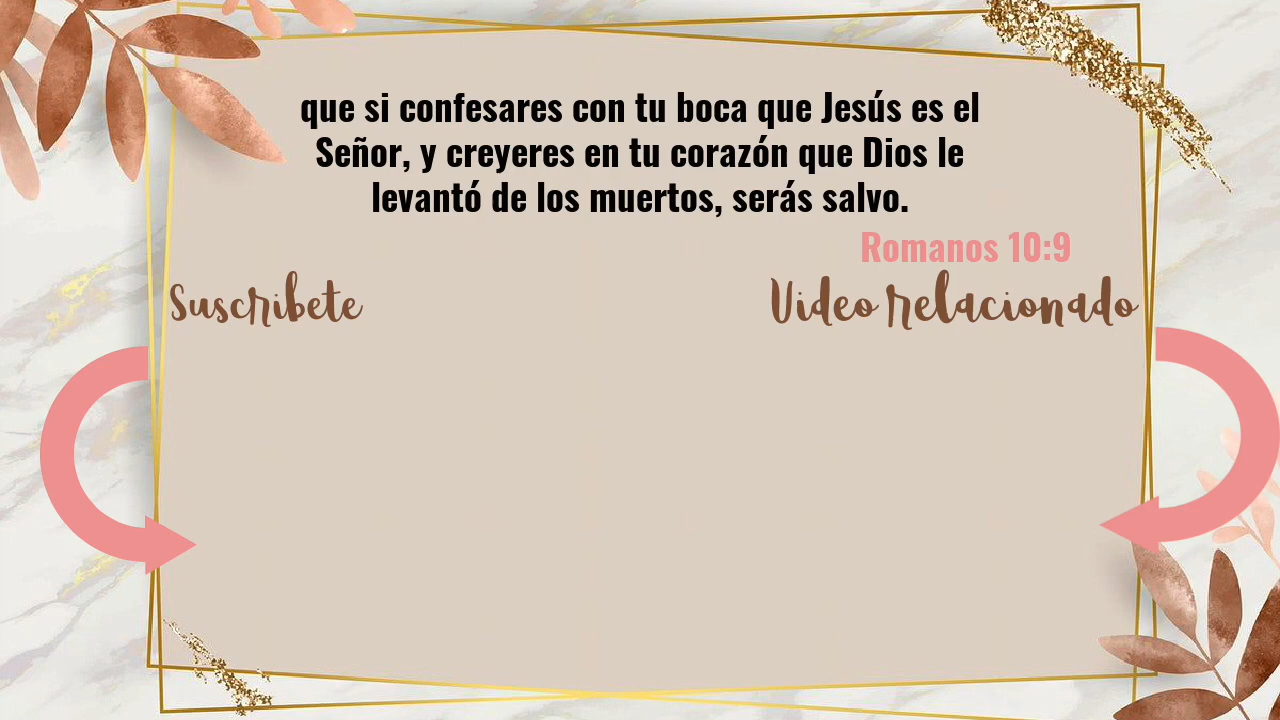 que si confesares con tu boca que Jesús es el
Señor, y creyeres en tu corazón que Dios le
levantó de los muertos, serás salvo.
Romanos 10:9
Suscribete
Video relacionado